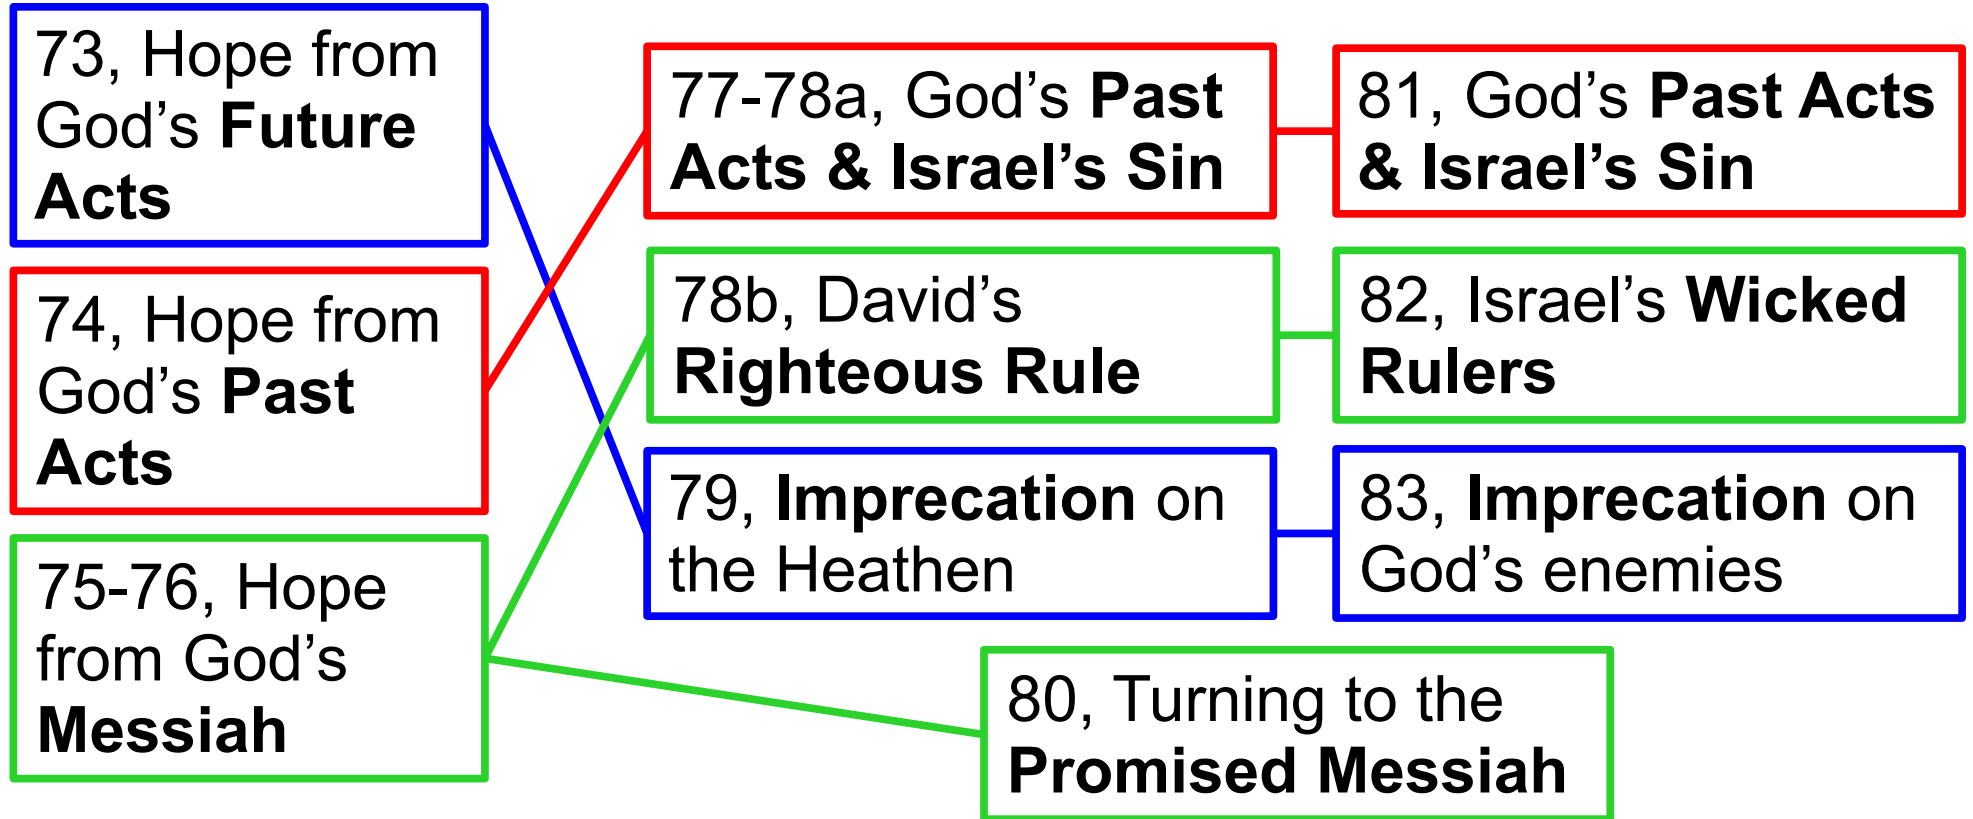 73, Hope from
God’s Future
Acts
74, Hope from
God’s Past
Acts
75-76, Hope
from God’s
Messiah
77-78a, God’s Past
Acts & Israel’s Sin
78b, David’s
Righteous Rule
79, Imprecation on
the Heathen
80, Turning to the
Promised Messiah
81, God’s Past Acts
& Israel’s Sin
82, Israel’s Wicked
Rulers
83, Imprecation on
God’s enemies